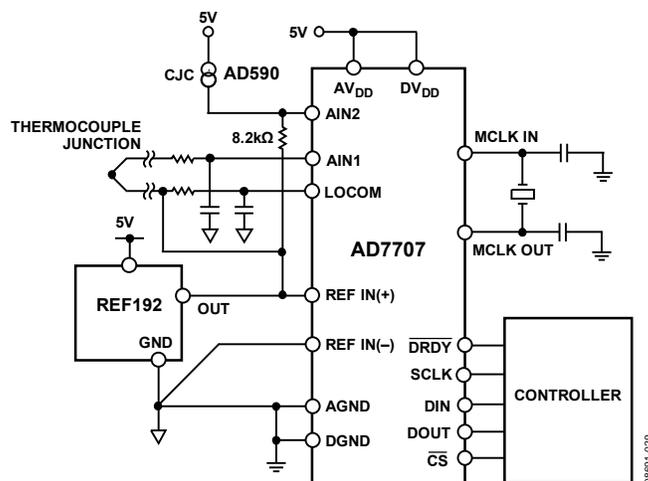 5V
5V
CJC
AD590
AVDD
DVDD
THERMOCOUPLE
JUNCTION
8.2kΩ
AIN2
AIN1
LOCOM
MCLK IN
MCLK OUT
AD7707
5V
REF192
OUT
GND
REF IN(+)
REF IN(–)
AGND
DGND
DRDY
SCLK
DIN
DOUT
CS
CONTROLLER